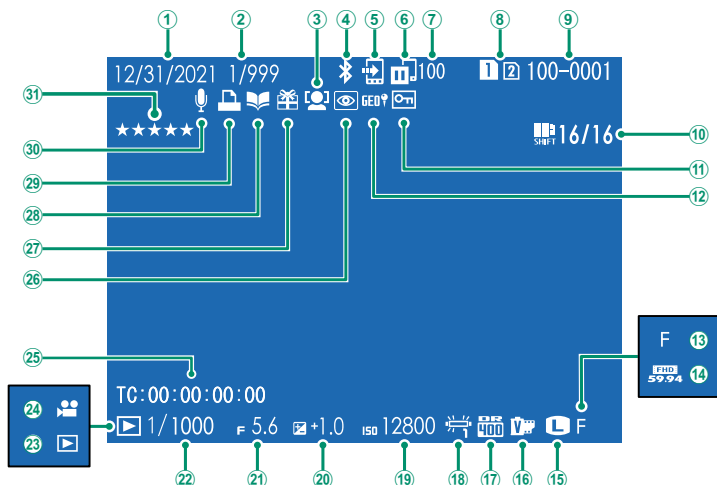 1 2 3 4 5 6 7 8 9
12/31/2021 1/999 100 1 2 100-0001
31
★★★★★ GEO
SHIFT 16/16 10
30 11
29 12
28
27
26
25 F 13
TC:00:00:00:00 FHD 59.94 14
24
1/1000 F 5.6 +1.0 ISO 12800 1 DR 400 V L F
23
22 21 20 19 18 17 16 15